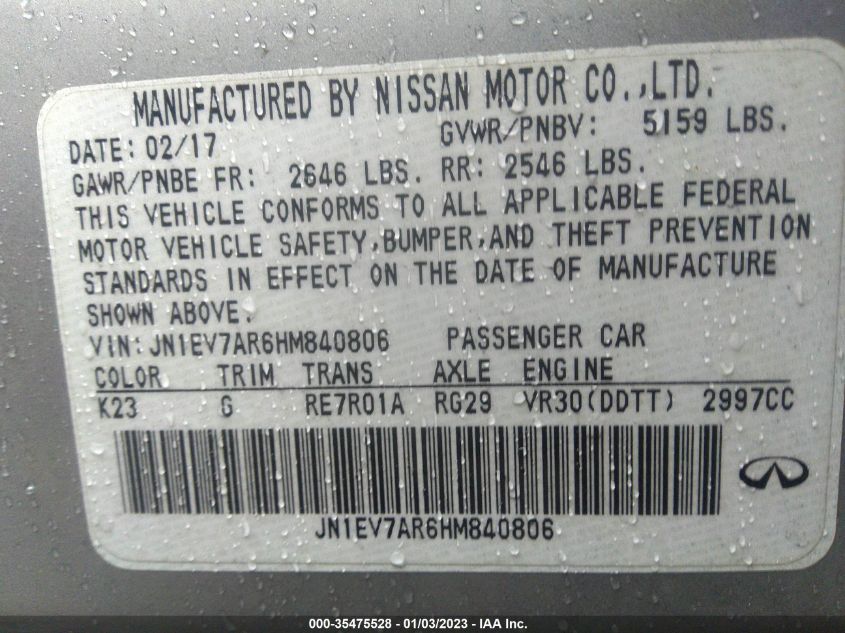 MANUFACTURED BY NISSAN MOTOR CO.,LTD.
DATE: 02/17 GVWR/PNBV: 5159 LBS.
GAWR/PNBE FR: 2646 LBS. RR: 2546 LBS.
THIS VEHICLE CONFORMS TO ALL APPLICABLE FEDERAL
MOTOR VEHICLE SAFETY,BUMPER,AND THEFT PREVENTION
STANDARDS IN EFFECT ON THE DATE OF MANUFACTURE
SHOWN ABOVE.
VIN: JN1EV7AR6HM840806 PASSENGER CAR
COLOR TRIM TRANS AXLE ENGINE
K23 G RE7R01A RG29 VR30(DDTT) 2997CC
JN1EV7AR6HM840806
000-35475528 - 01/03/2023 - IAA Inc.